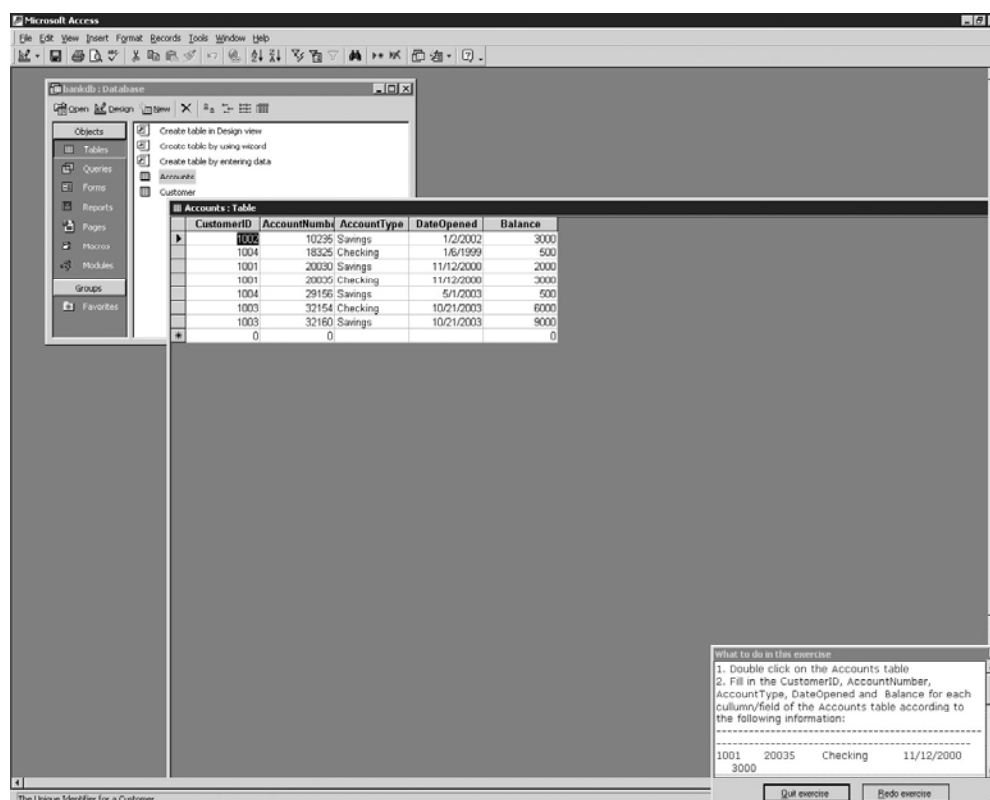 Microsoft Access
File Edit View Insert Format Records Tools Window Help
bankdb : Database
Open Design New
Objects
Tables
Queries
Forms
Reports
Pages
Macros
Modules
Groups
Favorites
Create table in Design view
Create table by using wizard
Create table by entering data
Accounts
Customer
Accounts : Table
CustomerID AccountNumbe AccountType DateOpened Balance
1002 10235 Savings 1/2/2002 3000
1004 18325 Checking 1/6/1999 500
1001 20030 Savings 11/12/2000 2000
1001 20035 Checking 11/12/2000 3000
1004 29156 Savings 5/1/2003 500
1003 32154 Checking 10/21/2003 6000
1003 32160 Savings 10/21/2003 9000
0 0 0
What to do in this exercise
1. Double click on the Accounts table
2. Fill in the CustomerID, AccountNumber,
AccountType, DateOpened and Balance for each
cullumn/field of the Accounts table according to
the following information:
------------------------------------------------
----------------------------------------------
1001 20035 Checking 11/12/2000
3000
Quit exercise Redo exercise
The Unique Identifier for a Customer